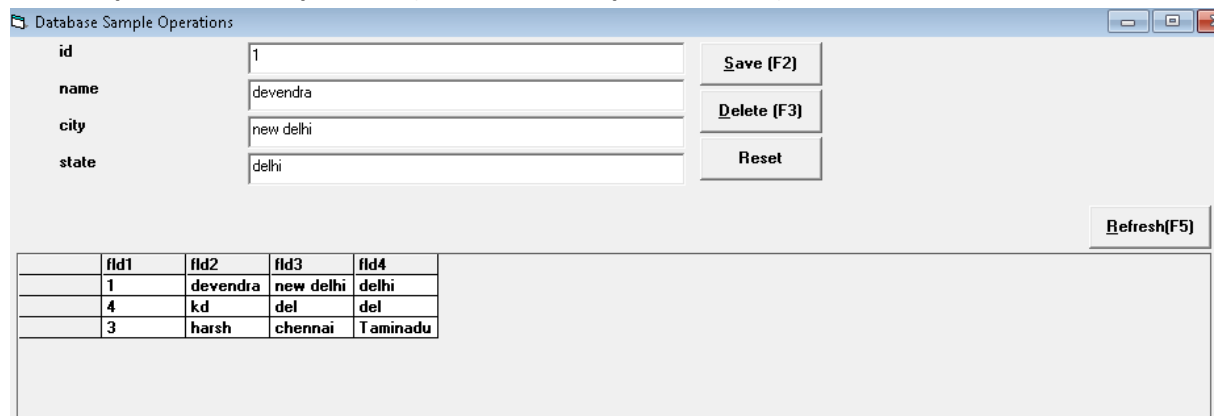 Database Sample Operations
id 1 Save (F2)
name devendra
Delete (F3)
city new delhi
state delhi Reset
Refresh(F5)
fld1 fld2 fld3 fld4
1 devendra new delhi delhi
4 kd del del
3 harsh chennai Taminadu